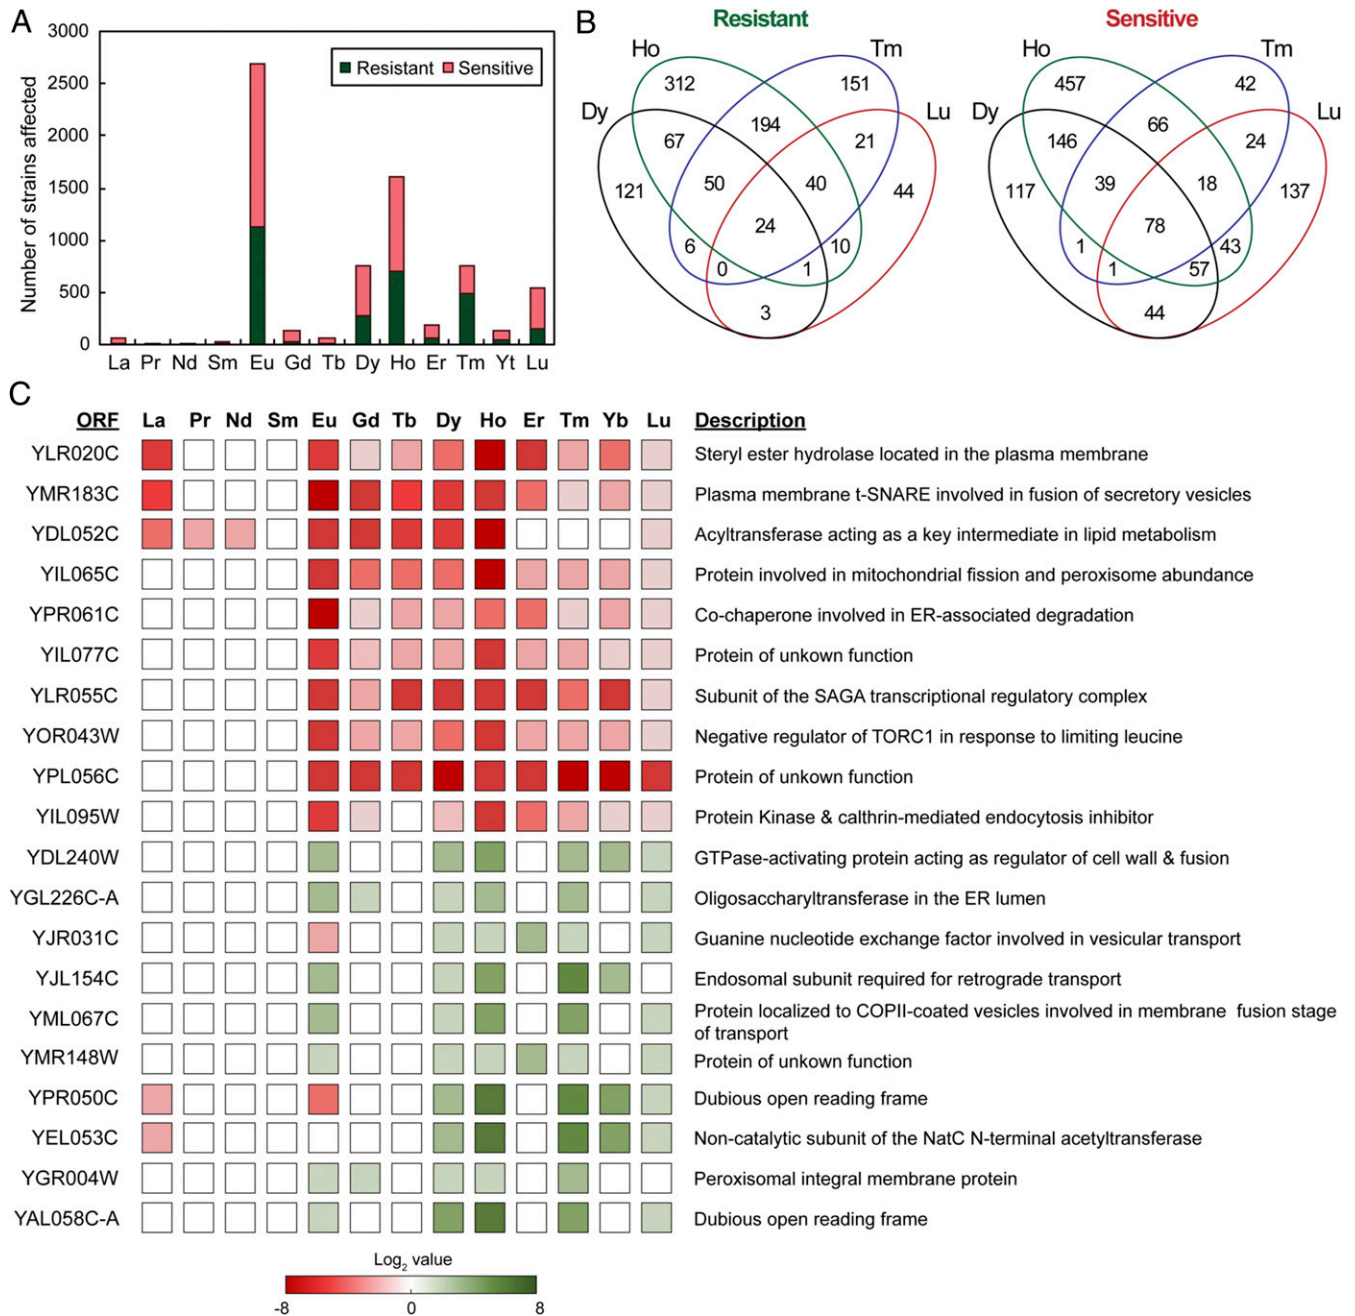 A
3000
2500
2000
1500
1000
500
0
Number of strains affected
Resistant Sensitive
La Pr Nd Sm Eu Gd Tb Dy Ho Er Tm Yt Lu
B
Resistant
Ho Tm
Dy Lu
312 151
67 194 21
121 50 40 44
24
6 0 1 10
3
Sensitive
Ho Tm
Dy Lu
457 42
146 66 24
117 39 18 137
78
1 1 57 43
44
C
ORF La Pr Nd Sm Eu Gd Tb Dy Ho Er Tm Yb Lu Description
YLR020C Steryl ester hydrolase located in the plasma membrane
YMR183C Plasma membrane t-SNARE involved in fusion of secretory vesicles
YDL052C Acyltransferase acting as a key intermediate in lipid metabolism
YIL065C Protein involved in mitochondrial fission and peroxisome abundance
YPR061C Co-chaperone involved in ER-associated degradation
YIL077C Protein of unkown function
YLR055C Subunit of the SAGA transcriptional regulatory complex
YOR043W Negative regulator of TORC1 in response to limiting leucine
YPL056C Protein of unkown function
YIL095W Protein Kinase & calthrin-mediated endocytosis inhibitor
YDL240W GTPase-activating protein acting as regulator of cell wall & fusion
YGL226C-A Oligosaccharyltransferase in the ER lumen
YJR031C Guanine nucleotide exchange factor involved in vesicular transport
YJL154C Endosomal subunit required for retrograde transport
YML067C Protein localized to COPII-coated vesicles involved in membrane fusion stage
of transport
YMR148W Protein of unkown function
YPR050C Dubious open reading frame
YEL053C Non-catalytic subunit of the NatC N-terminal acetyltransferase
YGR004W Peroxisomal integral membrane protein
YAL058C-A Dubious open reading frame
Log₂ value
-8 0 8